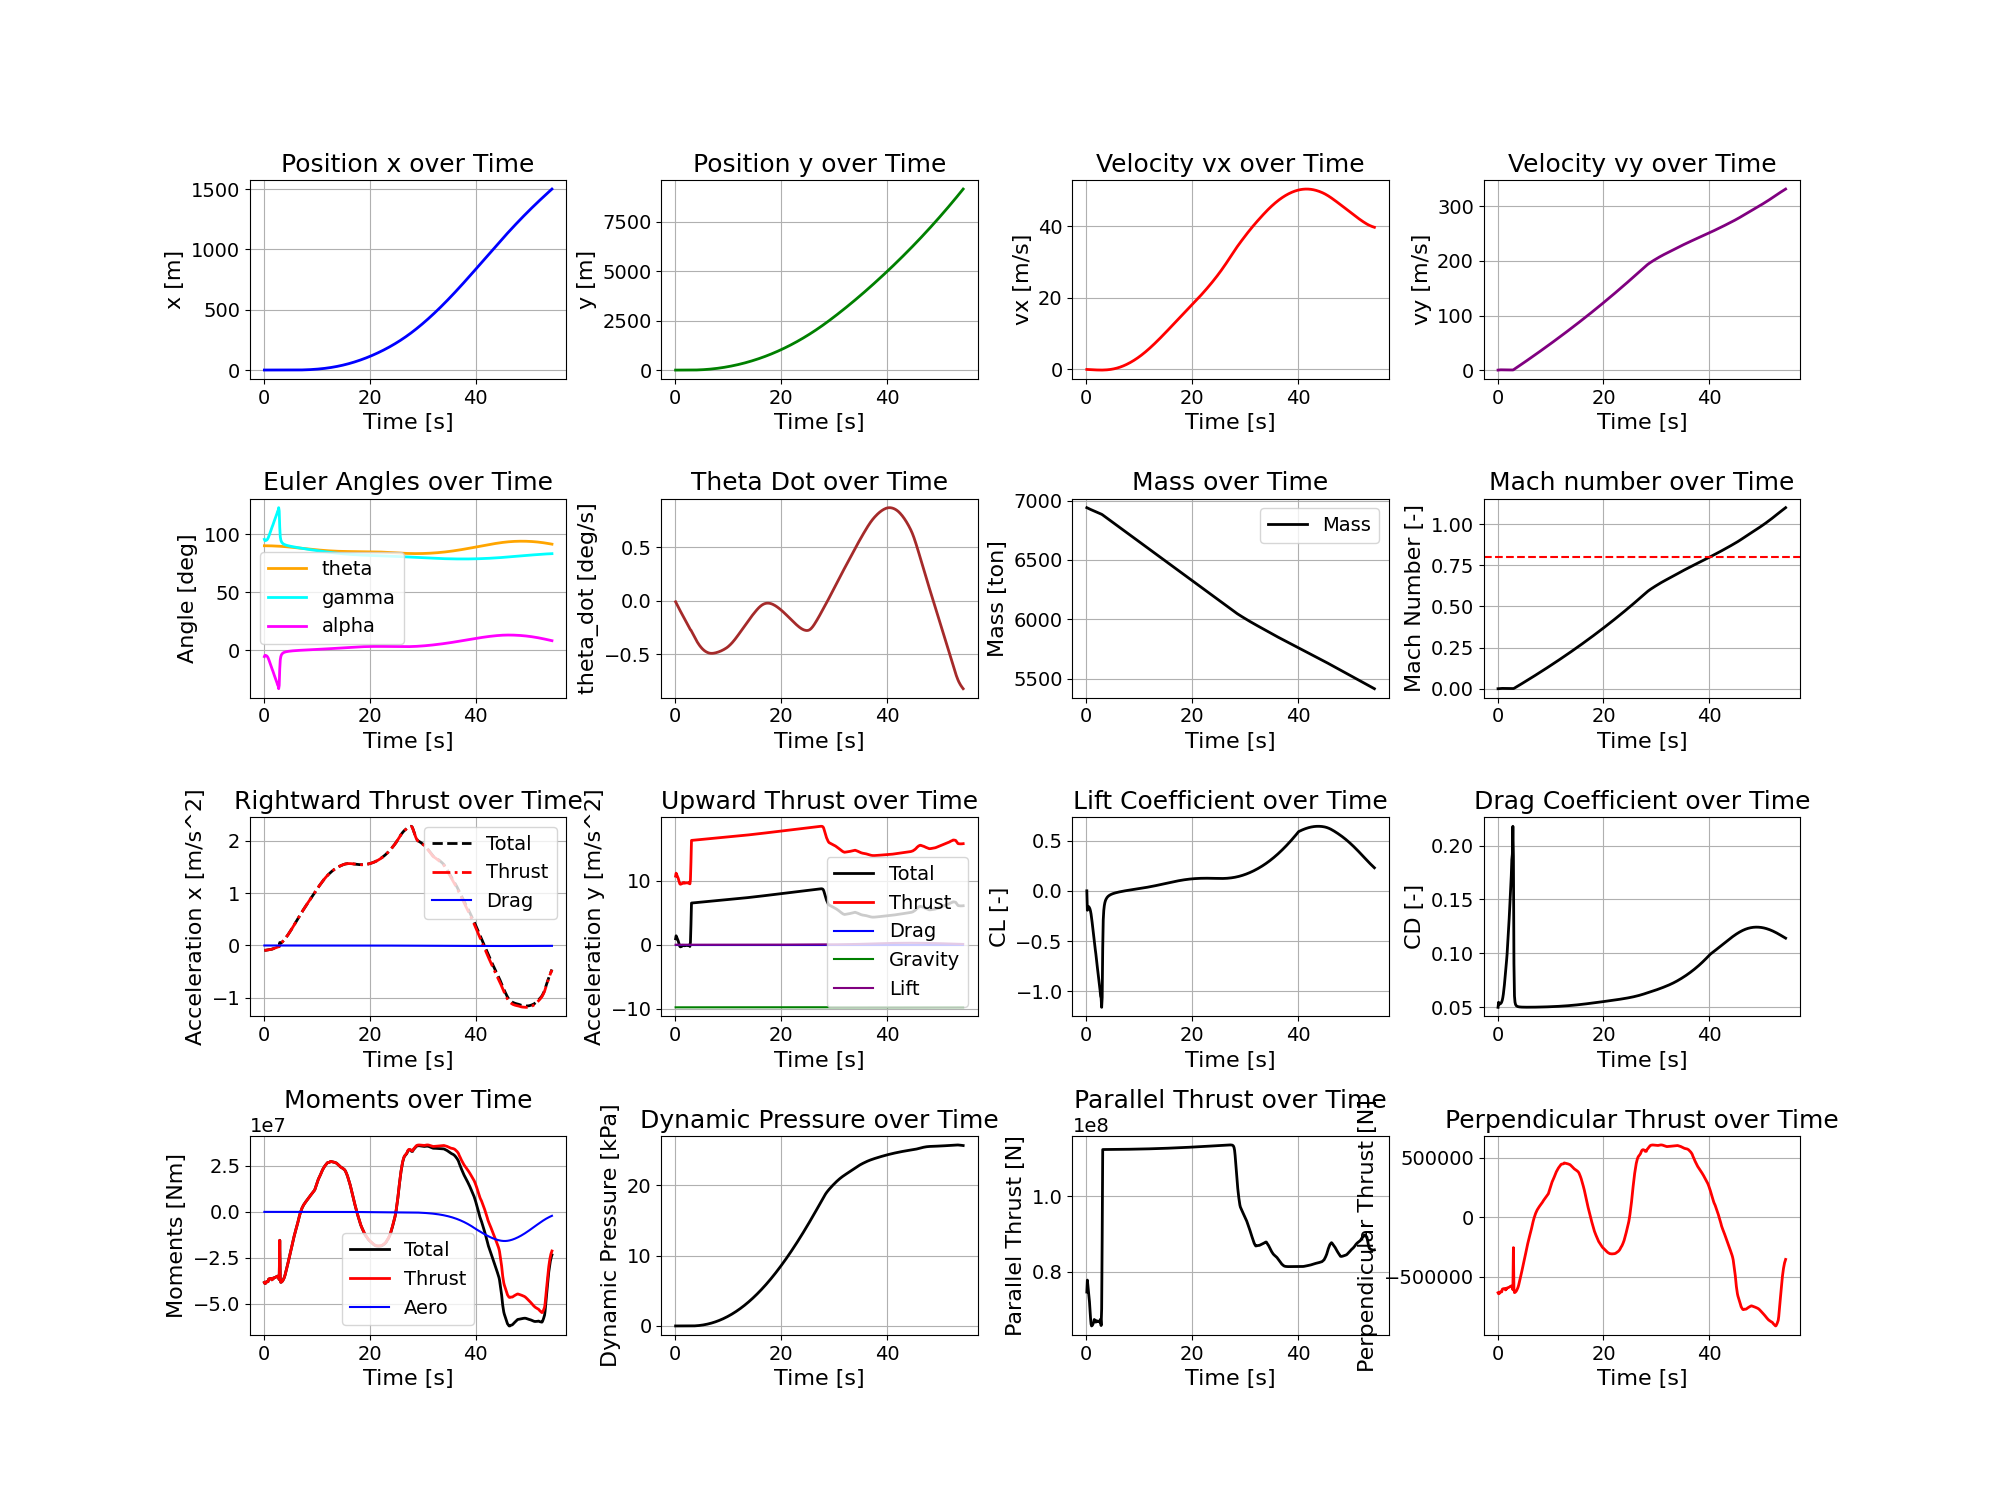 Position x over Time
x [m]
1500
1000
500
0
0 20 40
Time [s]
Position y over Time
y [m]
7500
5000
2500
0
0 20 40
Time [s]
Velocity vx over Time
vx [m/s]
40
20
0
0 20 40
Time [s]
Velocity vy over Time
vy [m/s]
300
200
100
0
0 20 40
Time [s]
Euler Angles over Time
Angle [deg]
100
50
0
theta
gamma
alpha
0 20 40
Time [s]
Theta Dot over Time
theta_dot [deg/s]
0.5
0.0
−0.5
0 20 40
Time [s]
Mass over Time
Mass [ton]
7000
6500
6000
5500
Mass
0 20 40
Time [s]
Mach number over Time
Mach Number [-]
1.00
0.75
0.50
0.25
0.00
0 20 40
Time [s]
Rightward Thrust over Time
Acceleration x [m/s^2]
2
1
0
−1
Total
Thrust
Drag
0 20 40
Time [s]
Upward Thrust over Time
Acceleration y [m/s^2]
10
0
−10
Total
Thrust
Drag
Gravity
Lift
0 20 40
Time [s]
Lift Coefficient over Time
CL [-]
0.5
0.0
−0.5
−1.0
0 20 40
Time [s]
Drag Coefficient over Time
CD [-]
0.20
0.15
0.10
0.05
0 20 40
Time [s]
Moments over Time
1e7
Moments [Nm]
2.5
0.0
−2.5
−5.0
Total
Thrust
Aero
0 20 40
Time [s]
Dynamic Pressure over Time
Dynamic Pressure [kPa]
20
10
0
0 20 40
Time [s]
Parallel Thrust over Time
1e8
Parallel Thrust [N]
1.0
0.8
0 20 40
Time [s]
Perpendicular Thrust over Time
Perpendicular Thrust [N]
500000
0
−500000
0 20 40
Time [s]